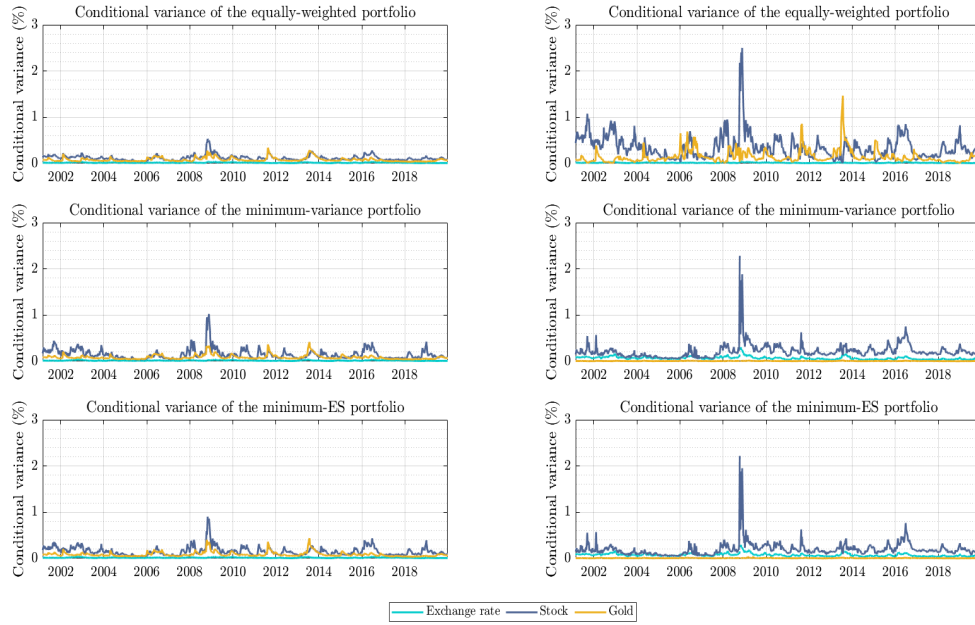 Conditional variance of the equally-weighted portfolio
Conditional variance (%)
3
2
1
0
2002 2004 2006 2008 2010 2012 2014 2016 2018
Conditional variance of the equally-weighted portfolio
Conditional variance (%)
3
2
1
0
2002 2004 2006 2008 2010 2012 2014 2016 2018
Conditional variance of the minimum-variance portfolio
Conditional variance (%)
3
2
1
0
2002 2004 2006 2008 2010 2012 2014 2016 2018
Conditional variance of the minimum-variance portfolio
Conditional variance (%)
3
2
1
0
2002 2004 2006 2008 2010 2012 2014 2016 2018
Conditional variance of the minimum-ES portfolio
Conditional variance (%)
3
2
1
0
2002 2004 2006 2008 2010 2012 2014 2016 2018
Conditional variance of the minimum-ES portfolio
Conditional variance (%)
3
2
1
0
2002 2004 2006 2008 2010 2012 2014 2016 2018
Exchange rate Stock Gold